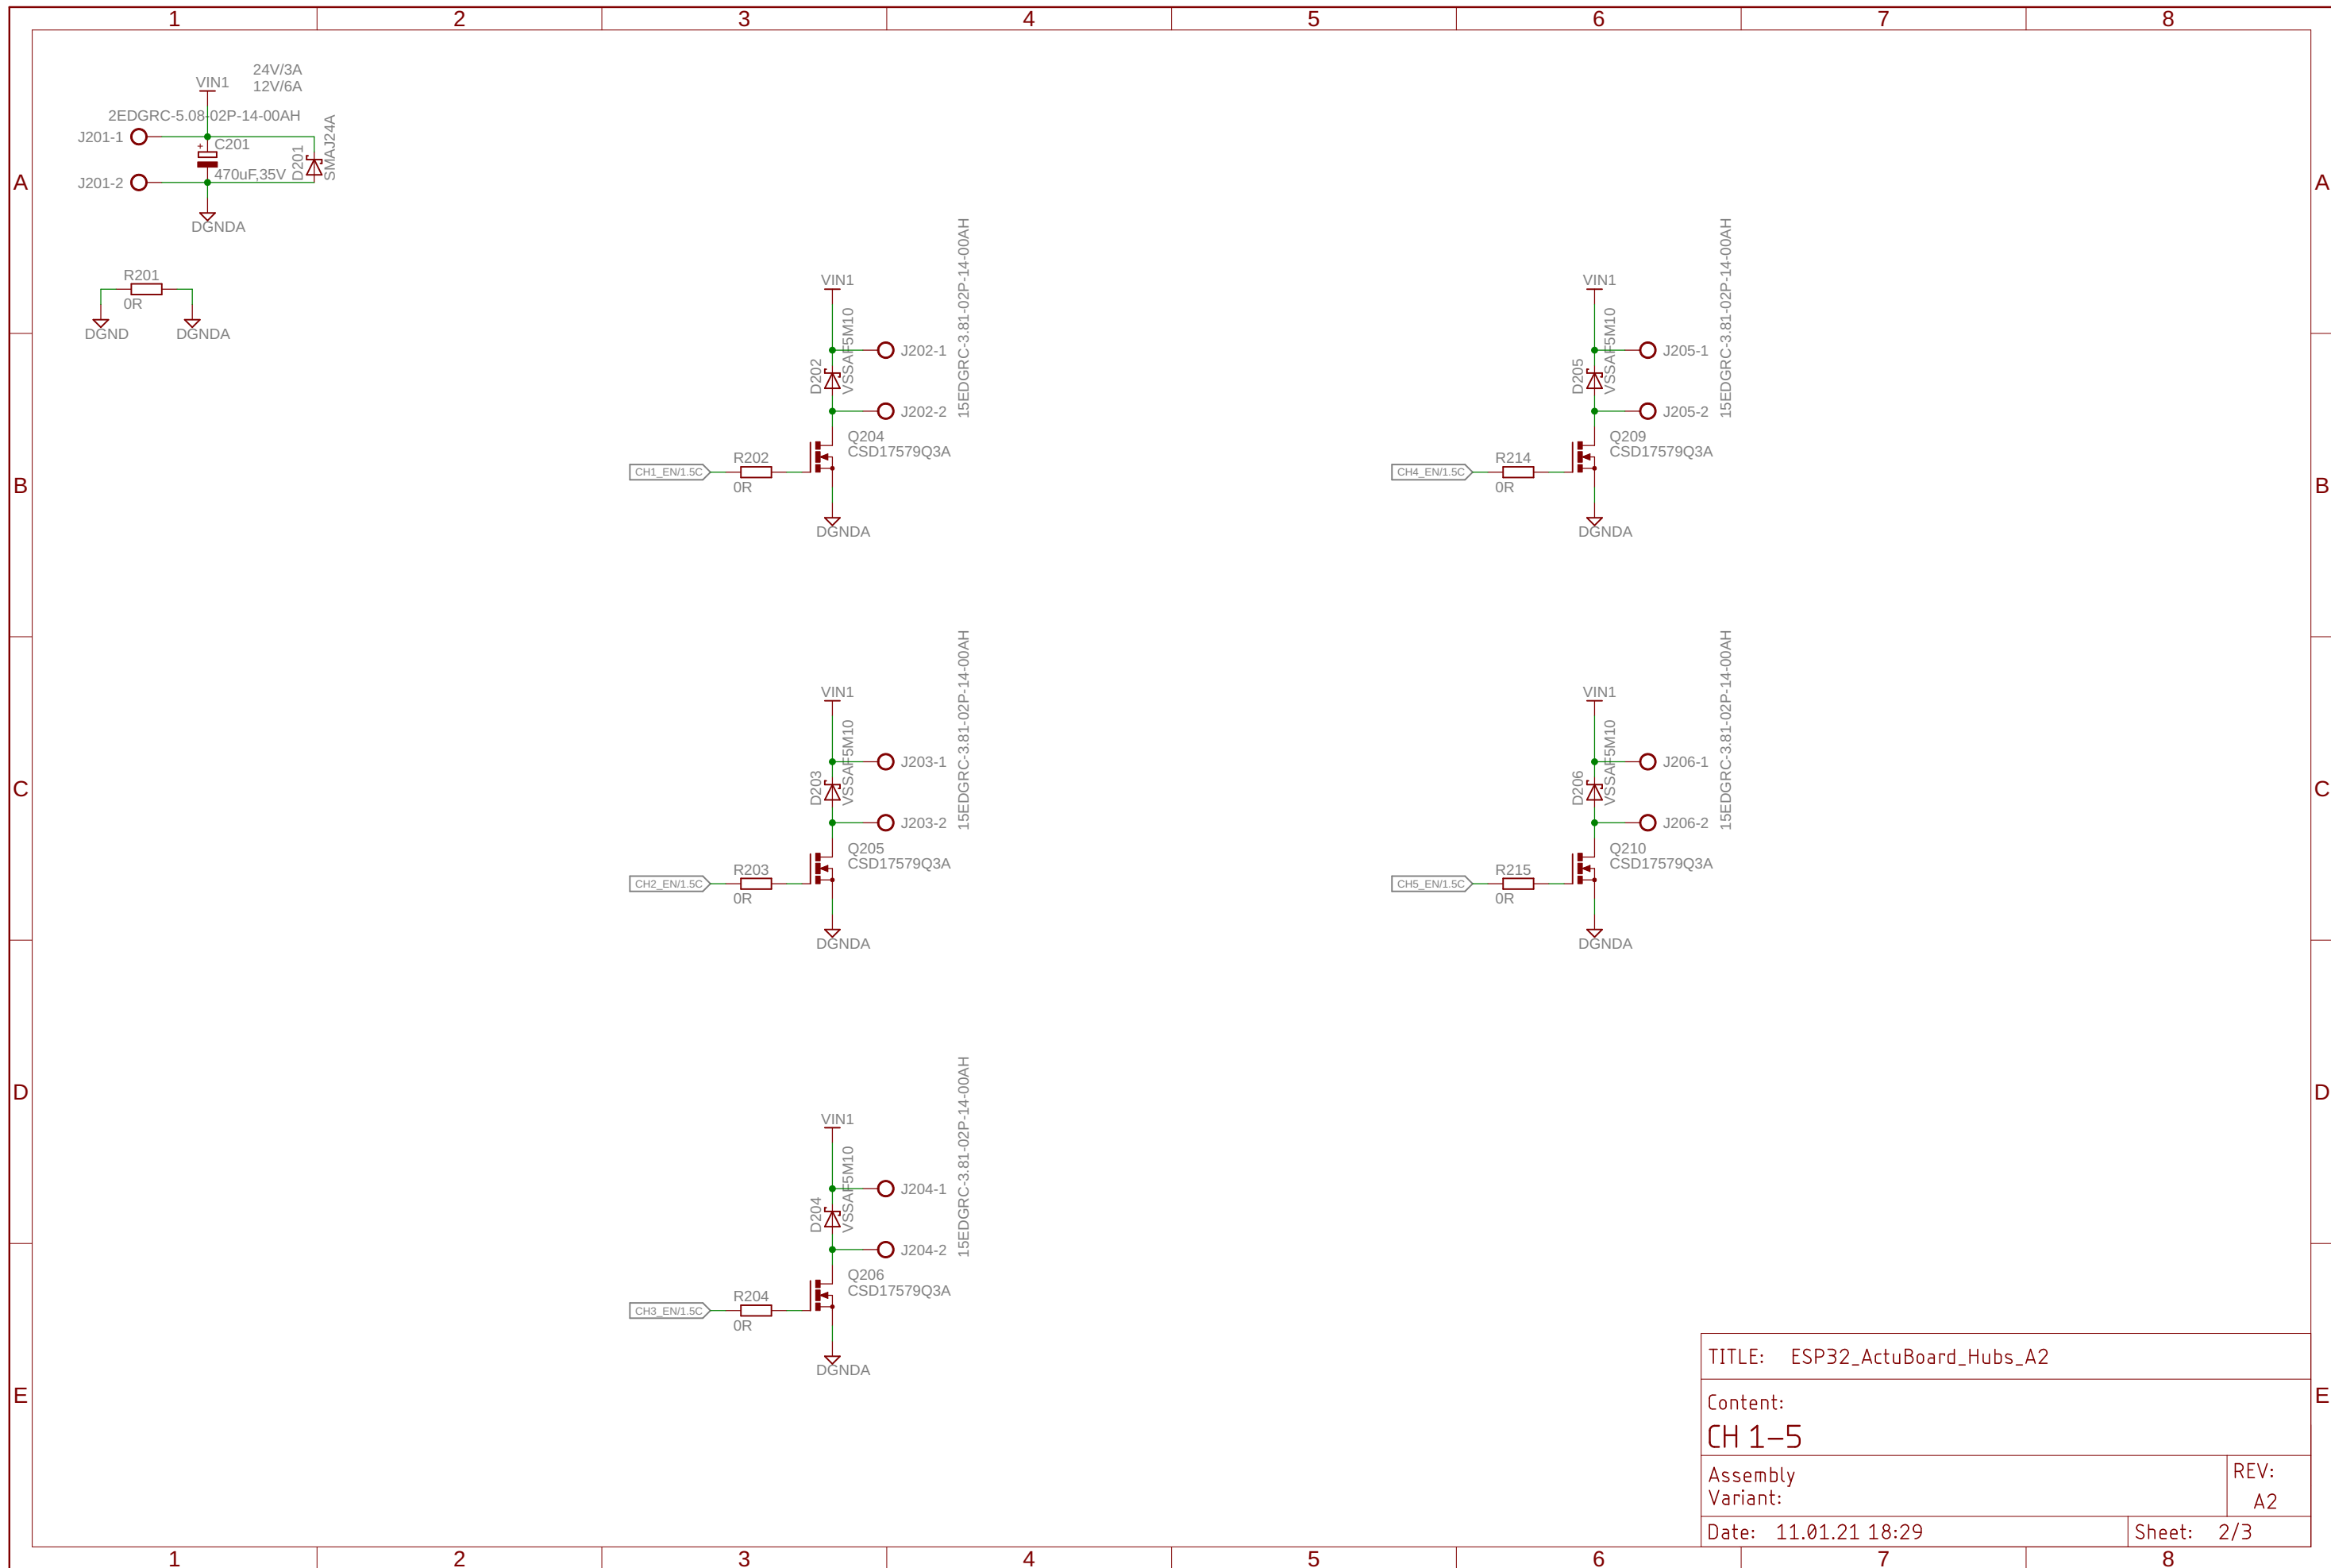 1 2 3 4 5 6 7 8
24V/3A
12V/6A
VIN1
2EDGRC-5.08-02P-14-00AH
J201-1
C201
D201
SMAJ24A
470uF,35V
J201-2
DGNDA
A
A
R201
0R
DGND
DGNDA
VIN1
15EDGRC-3.81-02P-14-00AH
D202
VSSAF5M10
J202-1
J202-2
Q204
CSD17579Q3A
CH1_EN/1.5C
R202
0R
DGNDA
VIN1
15EDGRC-3.81-02P-14-00AH
D205
VSSAF5M10
J205-1
J205-2
Q209
CSD17579Q3A
CH4_EN/1.5C
R214
0R
DGNDA
B
B
VIN1
15EDGRC-3.81-02P-14-00AH
D203
VSSAF5M10
J203-1
J203-2
Q205
CSD17579Q3A
CH2_EN/1.5C
R203
0R
DGNDA
VIN1
15EDGRC-3.81-02P-14-00AH
D206
VSSAF5M10
J206-1
J206-2
Q210
CSD17579Q3A
CH5_EN/1.5C
R215
0R
DGNDA
C
C
D
D
VIN1
15EDGRC-3.81-02P-14-00AH
D204
VSSAF5M10
J204-1
J204-2
Q206
CSD17579Q3A
CH3_EN/1.5C
R204
0R
DGNDA
E
E
TITLE: ESP32_ActuBoard_Hubs_A2
Content:
CH 1-5
Assembly
Variant:
REV:
A2
Date: 11.01.21 18:29
Sheet: 2/3
1 2 3 4 5 6 7 8